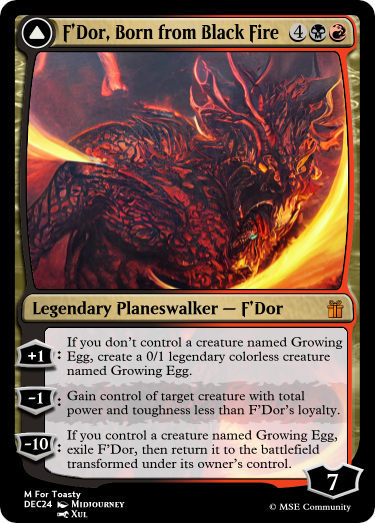 F'Dor, Born from Black Fire 4
Legendary Planeswalker — F'Dor
+1: If you don't control a creature named Growing
Egg, create a 0/1 legendary colorless creature
named Growing Egg.
−1: Gain control of target creature with total
power and toughness less than F'Dor's loyalty.
−10: If you control a creature named Growing Egg,
exile F'Dor, then return it to the battlefield
transformed under its owner's control.
7
M For Toasty
DEC24 Midjourney
Xul
© MSE Community